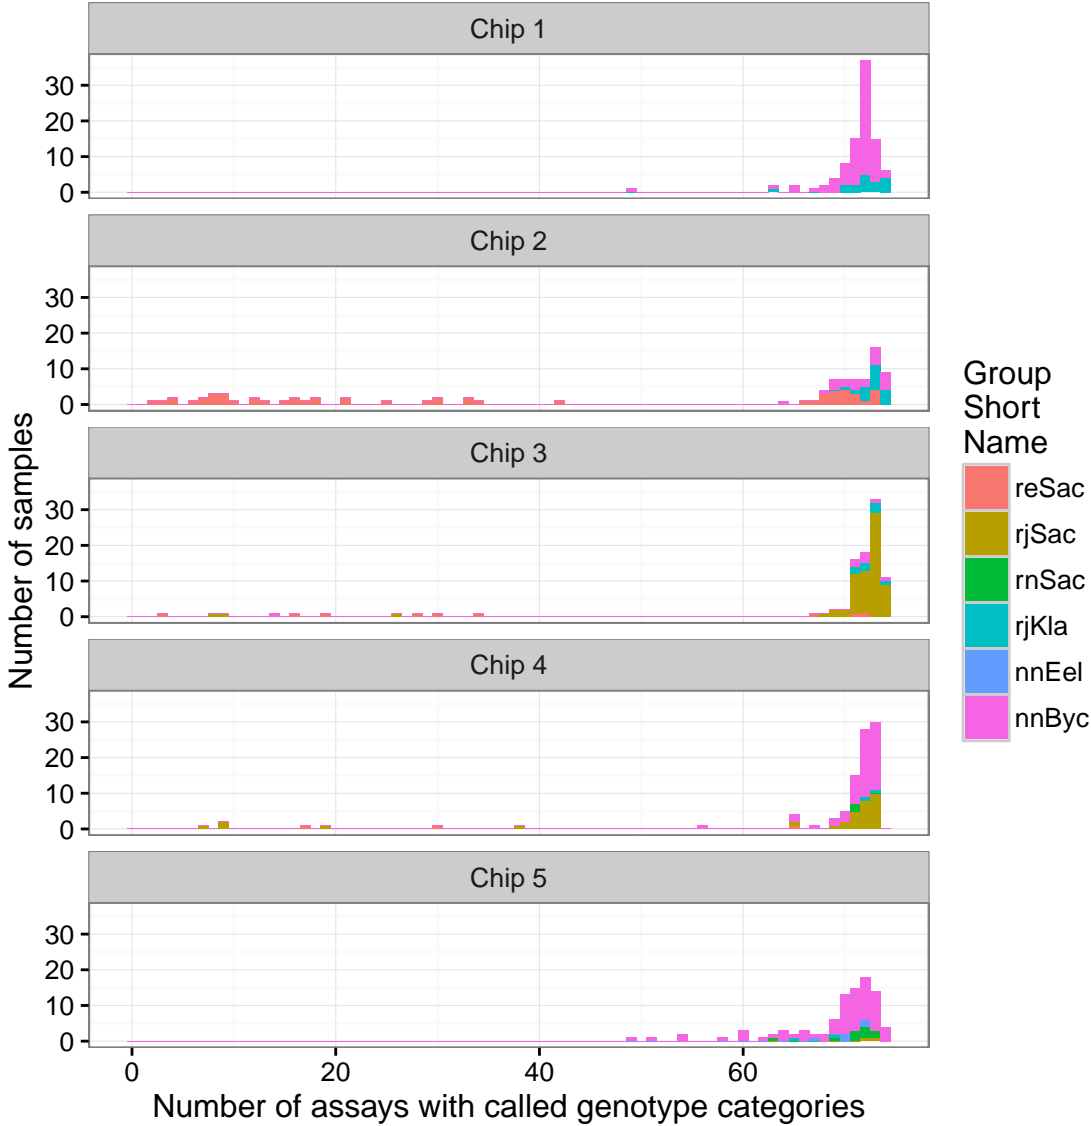 Chip 1
30
20
10
0
Chip 2
30
20
10
0
Chip 3
30
20
10
0
Chip 4
30
20
10
0
Chip 5
30
20
10
0
0 20 40 60
Number of assays with called genotype categories
Number of samples
Group
Short
Name
reSac
rjSac
rnSac
rjKla
nnEel
nnByc